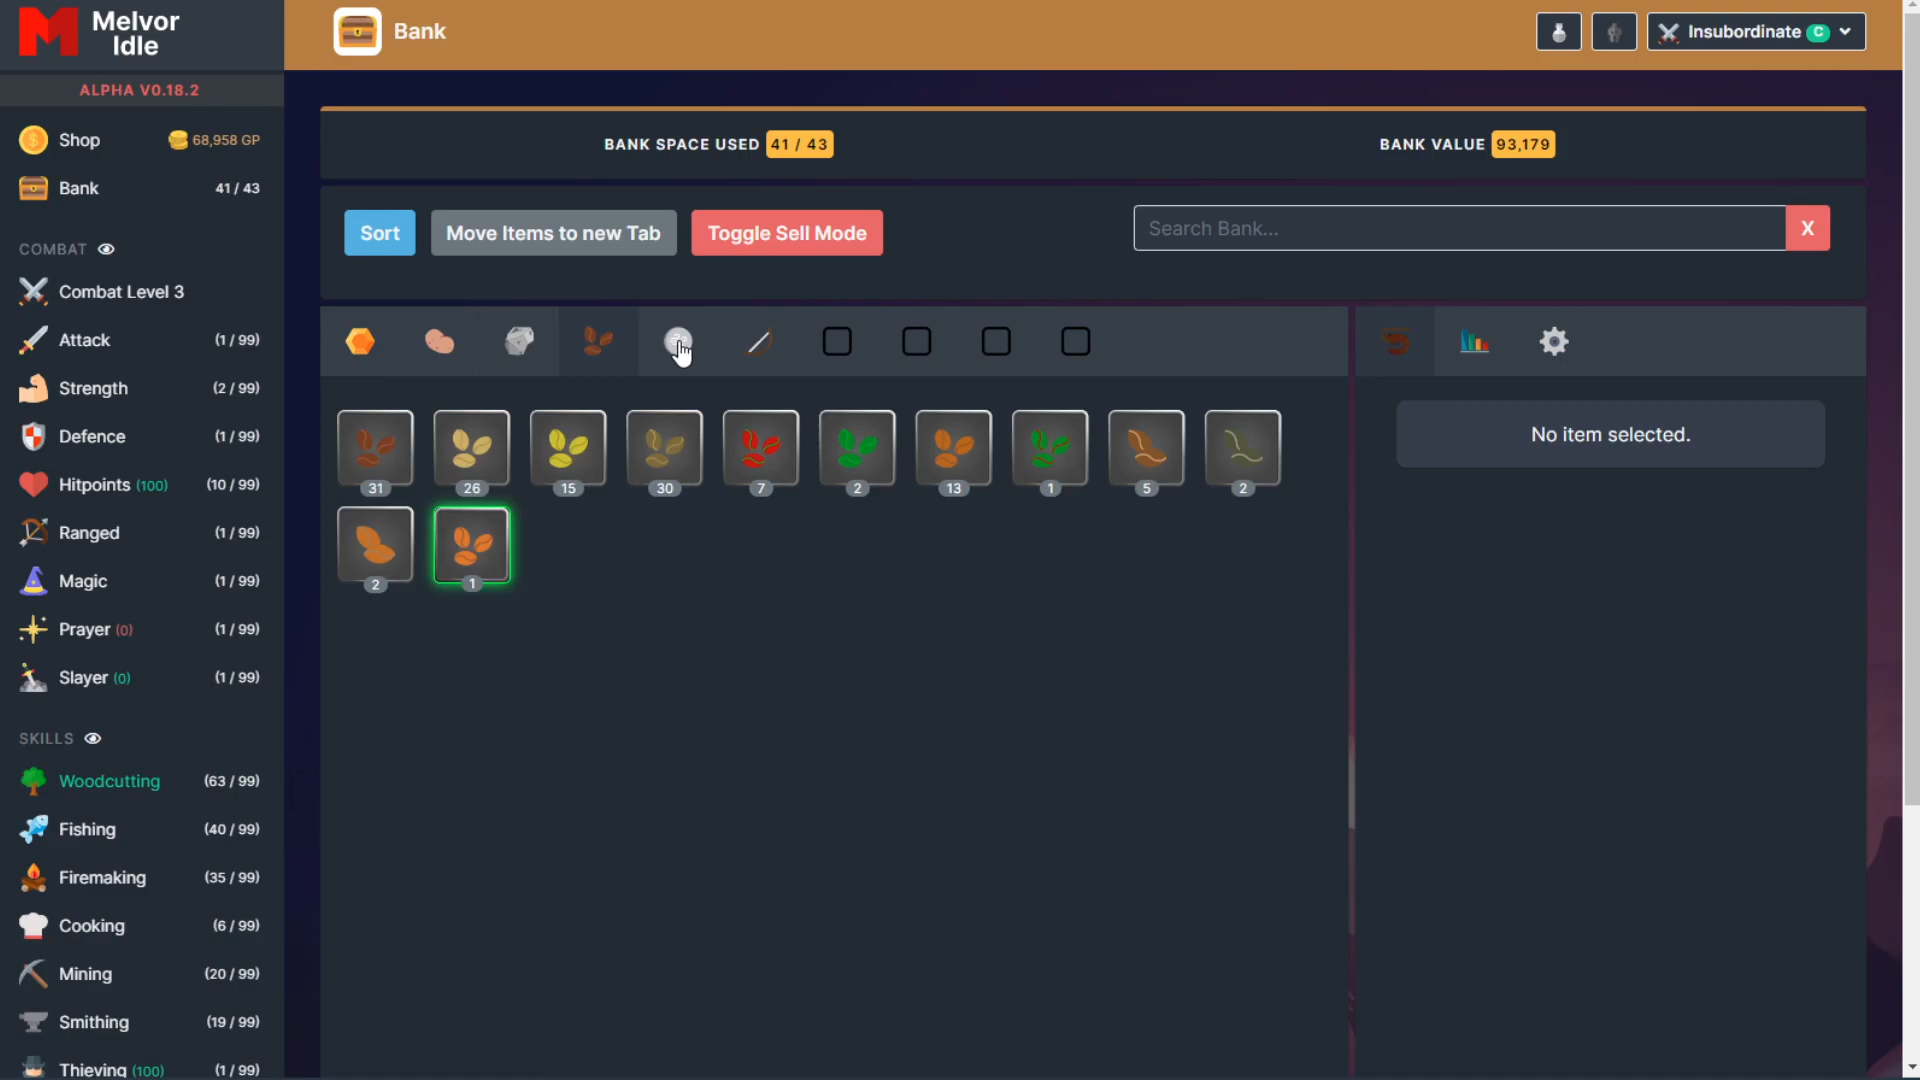 Melvor
Idle
ALPHA V0.18.2
Shop 68,958 GP
Bank 41 / 43
COMBAT
Combat Level 3
Attack (1 / 99)
Strength (2 / 99)
Defence (1 / 99)
Hitpoints (100) (10 / 99)
Ranged (1 / 99)
Magic (1 / 99)
Prayer (0) (1 / 99)
Slayer (0) (1 / 99)
SKILLS
Woodcutting (63 / 99)
Fishing (40 / 99)
Firemaking (35 / 99)
Cooking (6 / 99)
Mining (20 / 99)
Smithing (19 / 99)
Thieving (100) (1 / 99)
Bank
Insubordinate C
BANK SPACE USED 41 / 43
BANK VALUE 93,179
Sort
Move Items to new Tab
Toggle Sell Mode
Search Bank...
X
31 26 15 30 7 2 13 1 5 2
2 1
No item selected.